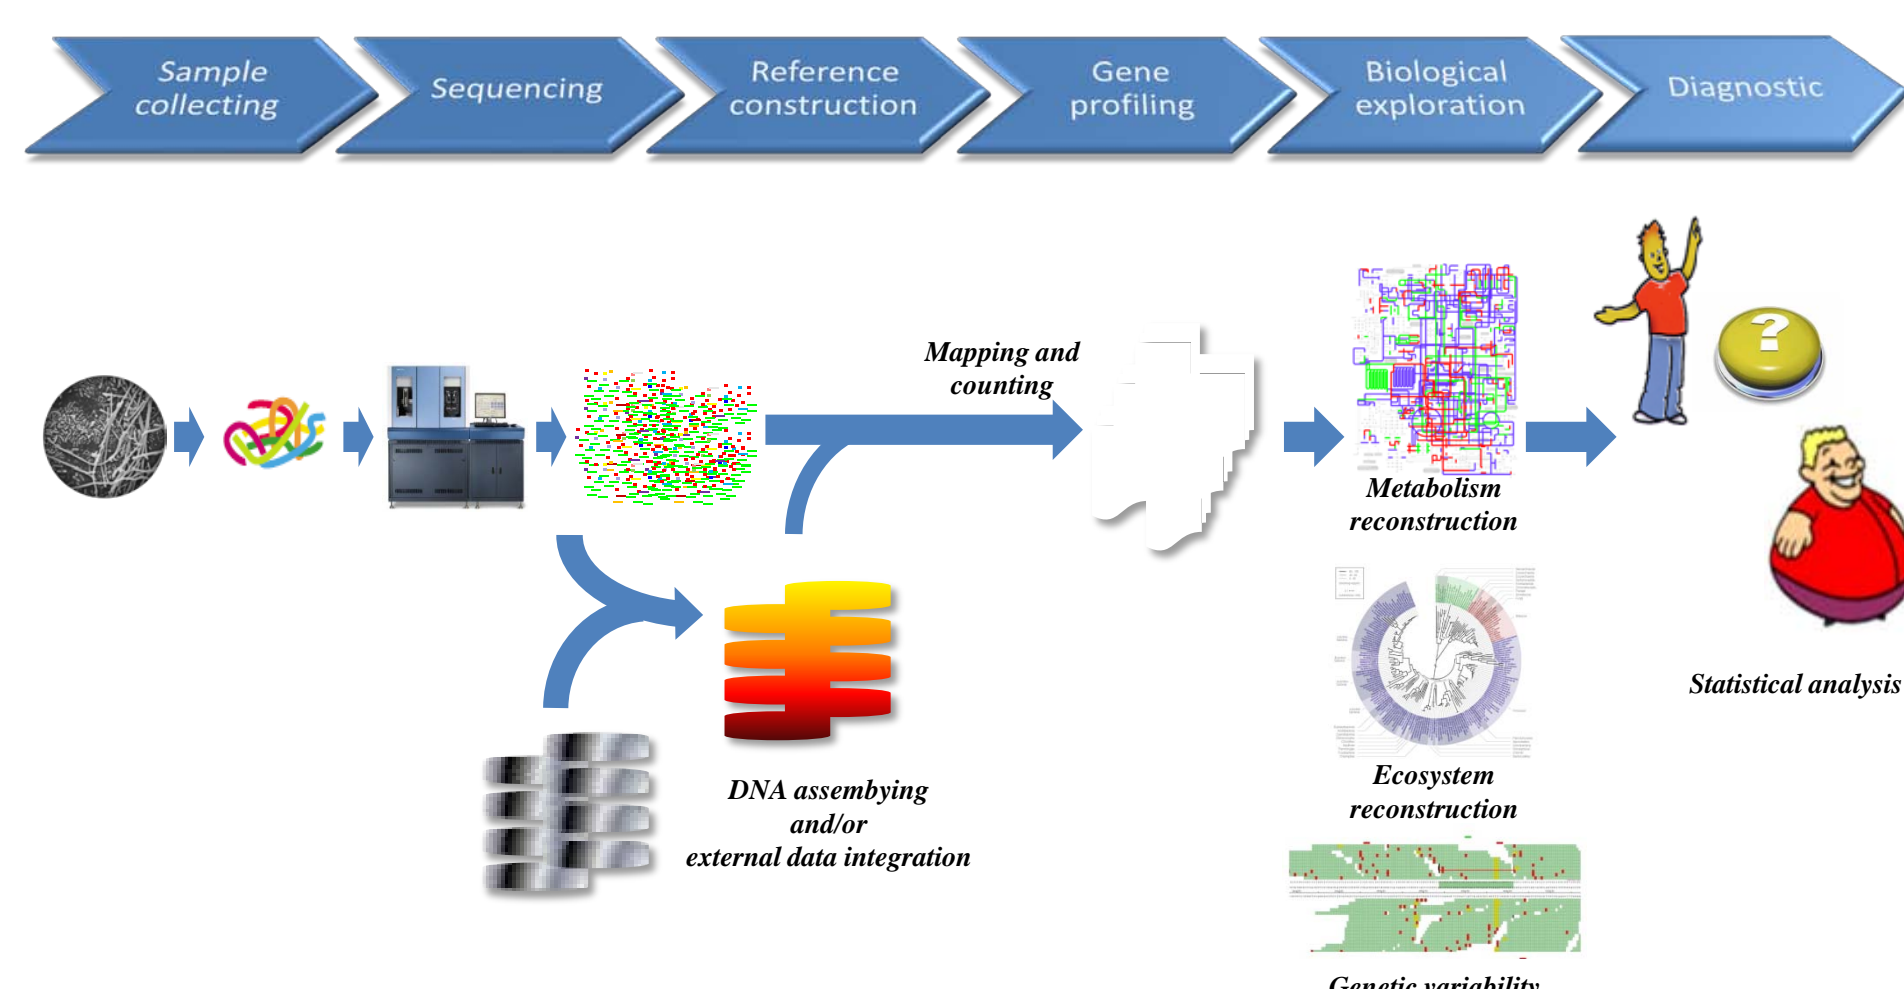 Sample
collecting
Sequencing
Reference
construction
Gene
profiling
Biological
exploration
Diagnostic
Mapping and
counting
?
Metabolism
reconstruction
DNA assembying
and/or
external data integration
Ecosystem
reconstruction
Statistical analysis
Genetic variability